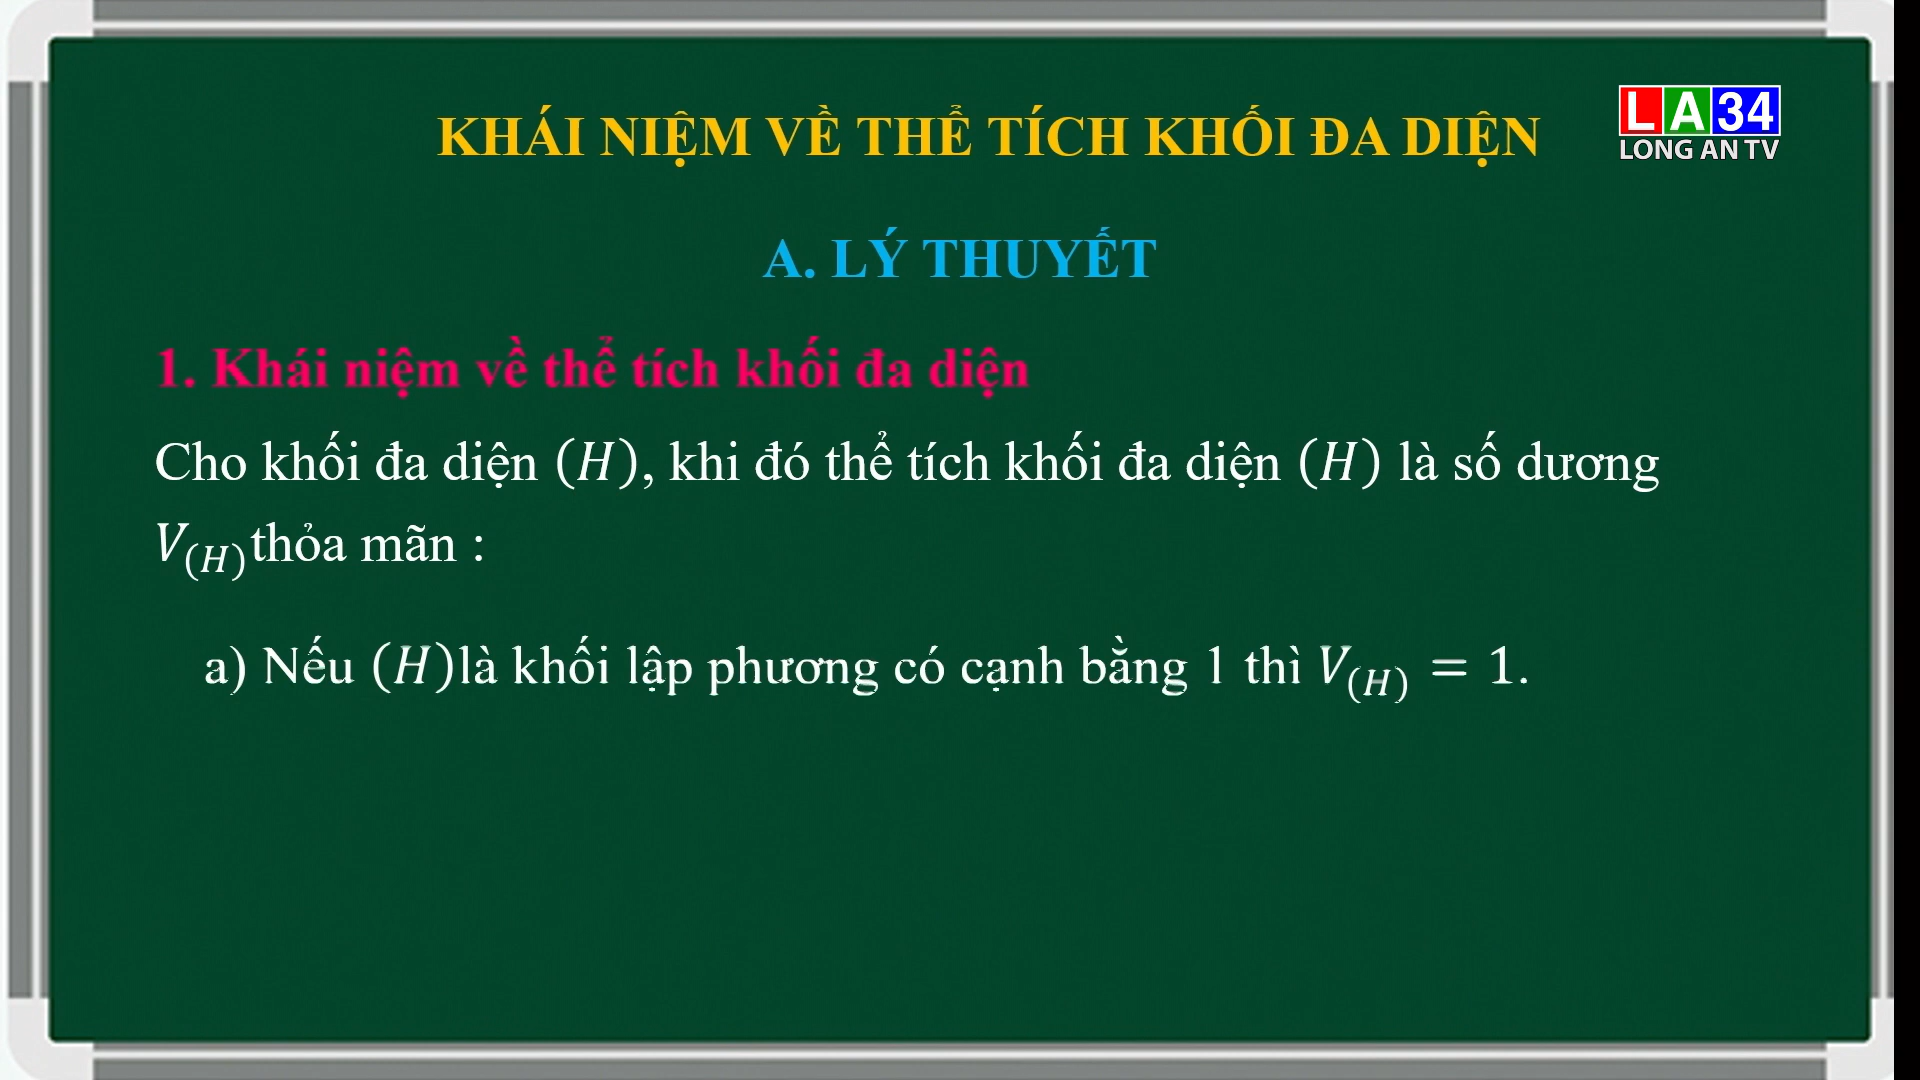 KHÁI NIỆM VỀ THỂ TÍCH KHỐI ĐA DIỆN
LA34
LONG AN TV
A. LÝ THUYẾT
1. Khái niệm về thể tích khối đa diện
Cho khối đa diện (H), khi đó thể tích khối đa diện (H) là số dương
V(H) thỏa mãn :
a) Nếu (H)là khối lập phương có cạnh bằng 1 thì V(H) = 1.